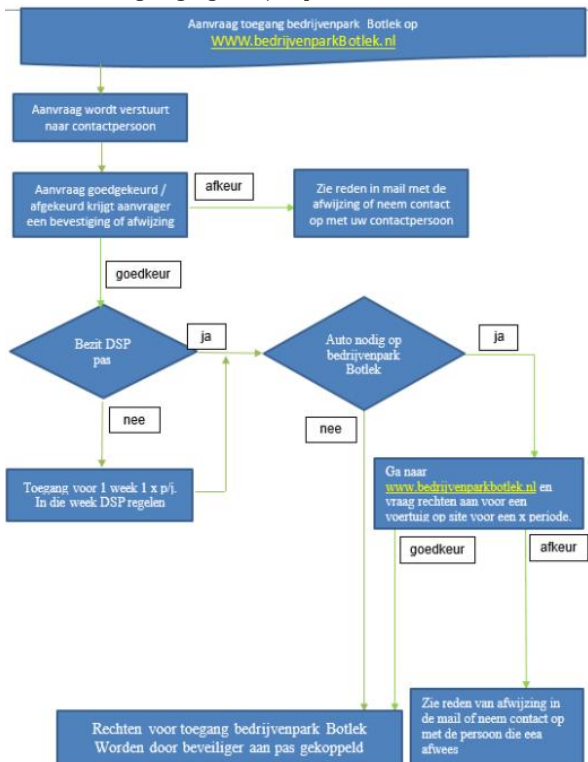 Aanvraag toegang bedrijvenpark Botlek op
WWW.bedrijvenparkBotlek.nl
Aanvraag wordt verstuurt
naar contactpersoon
Aanvraag goedgekeurd /
afgekeurd krijgt aanvrager
een bevestiging of afwijzing
afkeur
Zie reden in mail met de
afwijzing of neem contact
op met uw contactpersoon
goedkeur
Bezit DSP
pas
ja
Auto nodig op
bedrijvenpark
Botlek
ja
nee
nee
Toegang voor 1 week 1 x p/j.
In die week DSP regelen
Ga naar
www.bedrijvenparkbotlek.nl en
vraag rechten aan voor een
voertuig op site voor een x periode.
goedkeur
afkeur
Rechten voor toegang bedrijvenpark Botlek
Worden door beveiliger aan pas gekoppeld
Zie reden van afwijzing in
de mail of neem contact op
met de persoon die eea
afwees